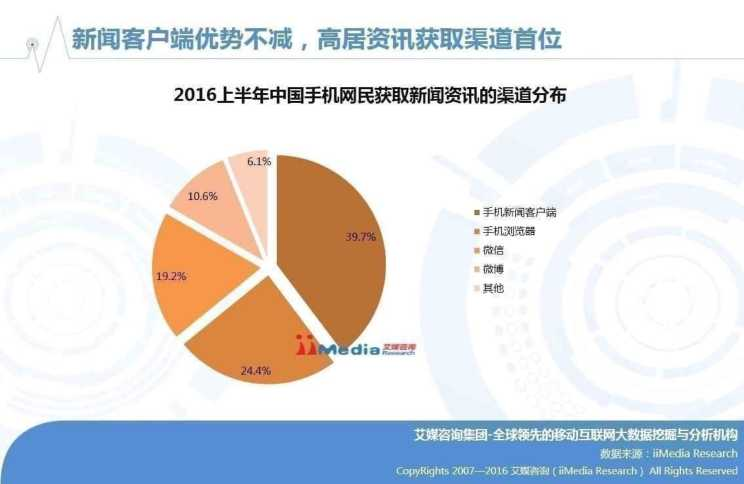 新闻客户端优势不减，高居资讯获取渠道首位
2016上半年中国手机网民获取新闻资讯的渠道分布
6.1%
10.6%
39.7%
19.2%
24.4%
手机新闻客户端
手机浏览器
微信
微博
其他
iiMedia 艾媒咨询 Research
艾媒咨询集团-全球领先的移动互联网大数据挖掘与分析机构
数据来源：iiMedia Research
CopyRights 2007—2016 艾媒咨询（iiMedia Research）All Rights Reserved